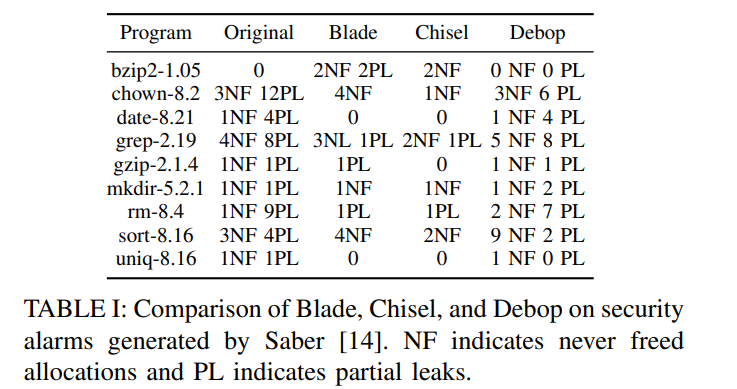 Program Original Blade Chisel Debop
bzip2-1.05 0 2NF 2PL 2NF 0 NF 0 PL
chown-8.2 3NF 12PL 4NF 1NF 3NF 6 PL
date-8.21 1NF 4PL 0 0 1 NF 4 PL
grep-2.19 4NF 8PL 3NL 1PL 2NF 1PL 5 NF 8 PL
gzip-2.1.4 1NF 1PL 1PL 0 1 NF 1 PL
mkdir-5.2.1 1NF 1PL 1NF 1NF 1 NF 2 PL
rm-8.4 1NF 9PL 1PL 1PL 2 NF 7 PL
sort-8.16 3NF 4PL 4NF 2NF 9 NF 2 PL
uniq-8.16 1NF 1PL 0 0 1 NF 0 PL
TABLE I: Comparison of Blade, Chisel, and Debop on security
alarms generated by Saber [14]. NF indicates never freed
allocations and PL indicates partial leaks.